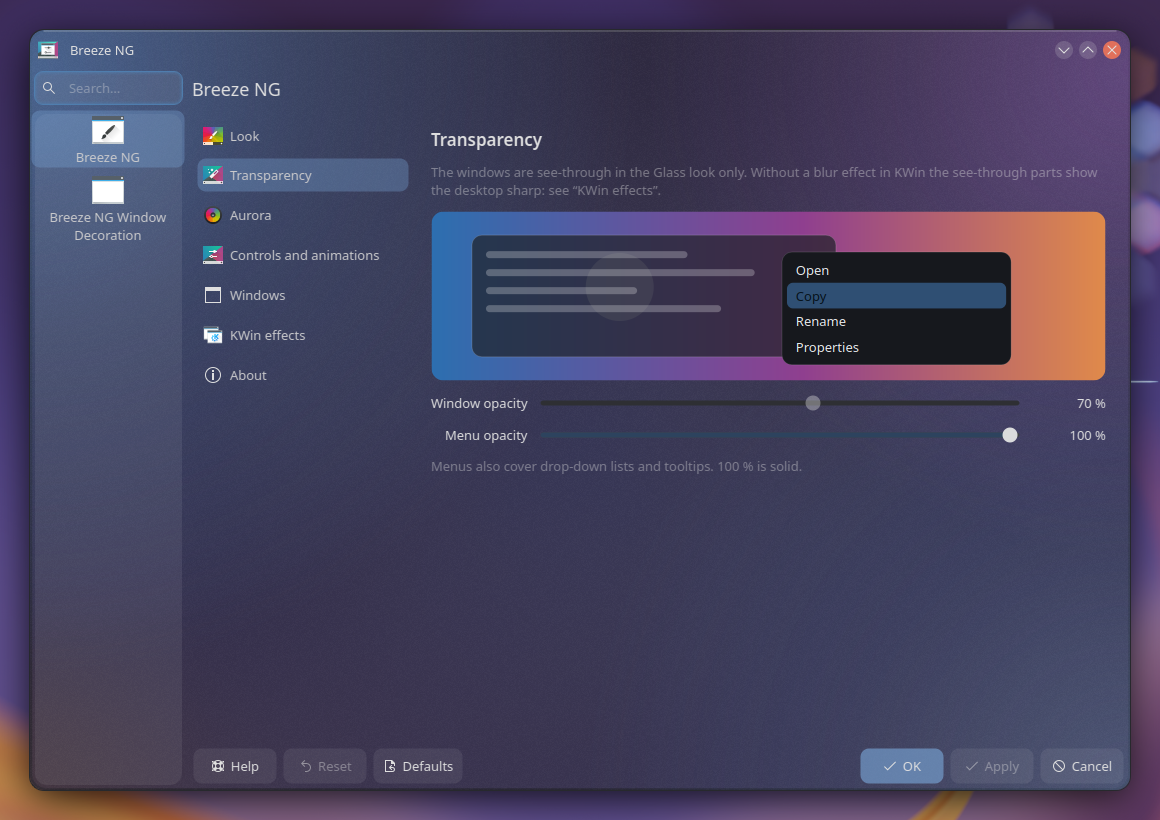 Breeze NG
Search...
Breeze NG
Breeze NG
Breeze NG Window
Decoration
Look
Transparency
Aurora
Controls and animations
Windows
KWin effects
About
Transparency
The windows are see-through in the Glass look only. Without a blur effect in KWin the see-through parts show
the desktop sharp: see “KWin effects”.
Open
Copy
Rename
Properties
Window opacity 70 %
Menu opacity 100 %
Menus also cover drop-down lists and tooltips. 100 % is solid.
Help Reset Defaults OK Apply Cancel